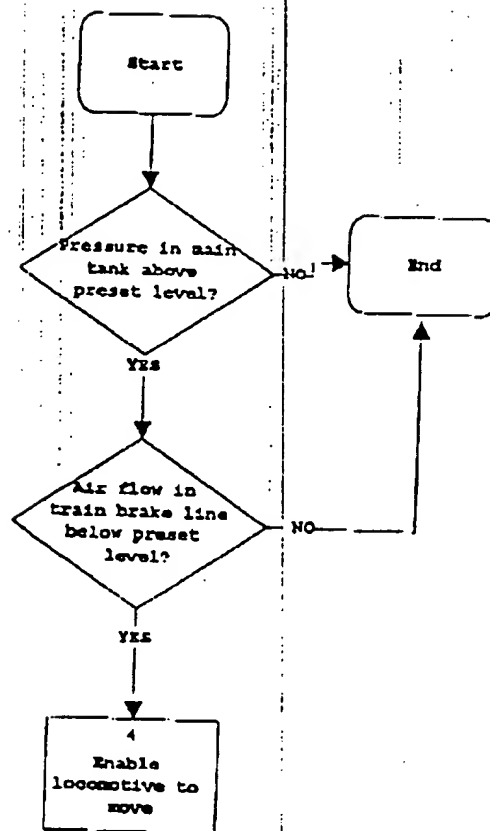 Start
Pressure in main
tank above
preset level?
NO
End
YES
Air flow in
train brake line
below preset
level?
NO
YES
4
Enable
locomotive to
move